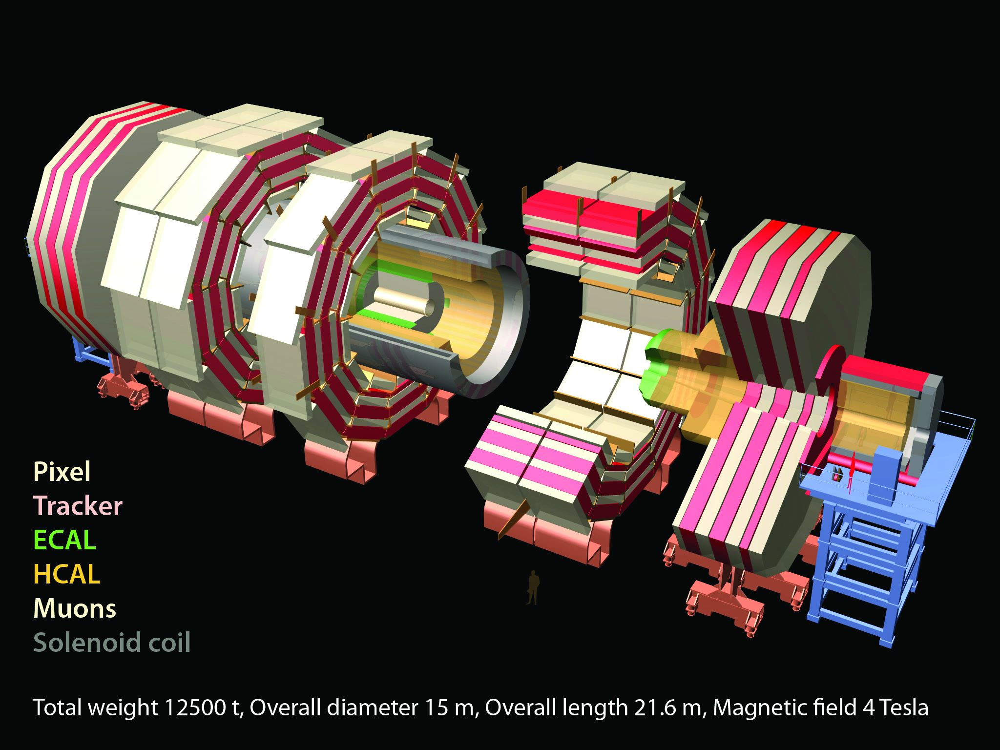 Pixel
Tracker
ECAL
HCAL
Muons
Solenoid coil
Total weight 12500 t, Overall diameter 15 m, Overall length 21.6 m, Magnetic field 4 Tesla